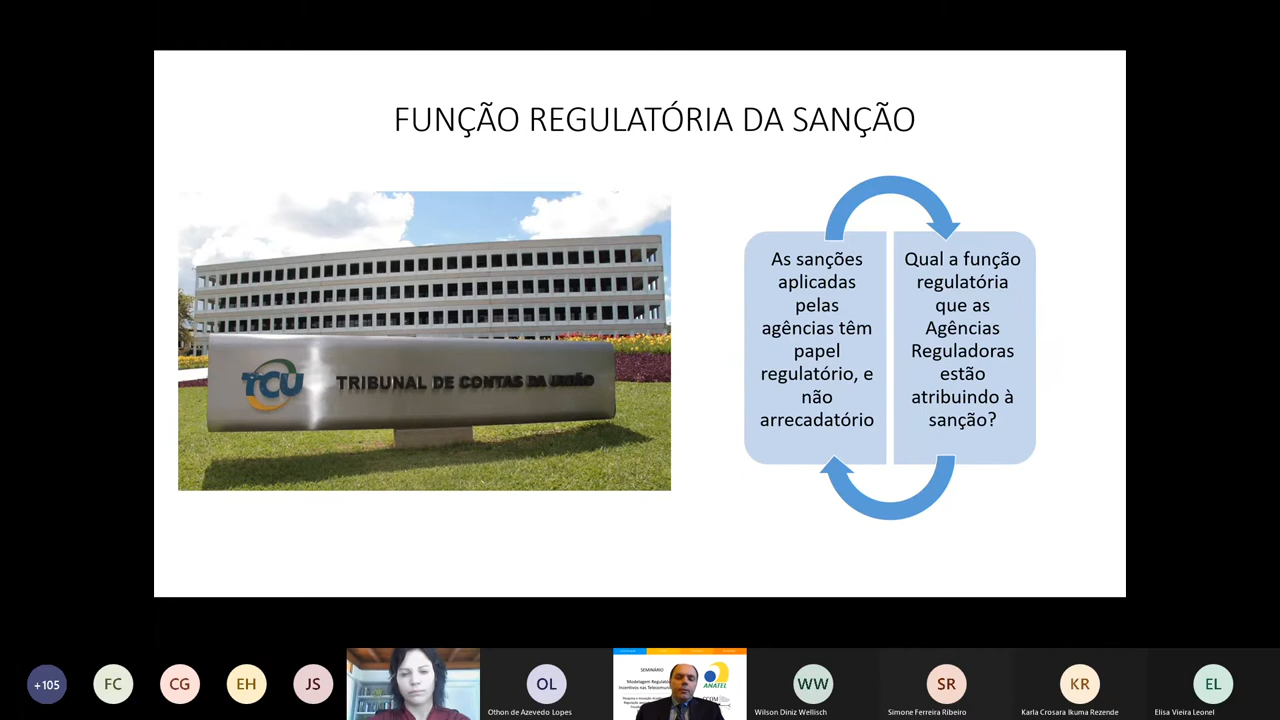 FUNÇÃO REGULATÓRIA DA SANÇÃO
TCU
TRIBUNAL DE CONTAS DA UNIÃO
As sanções
aplicadas
pelas
agências têm
papel
regulatório, e
não
arrecadatório
Qual a função
regulatória
que as
Agências
Reguladoras
estão
atribuindo à
sanção?
+105
FC
CG
EH
JS
OL
Othon de Azevedo Lopes
SEMINÁRIO
ANATEL
WW
Wilson Diniz Wellisch
SR
Simone Ferreira Ribeiro
KR
Karla Crosara Ikuma Rezende
EL
Elisa Vieira Leonel